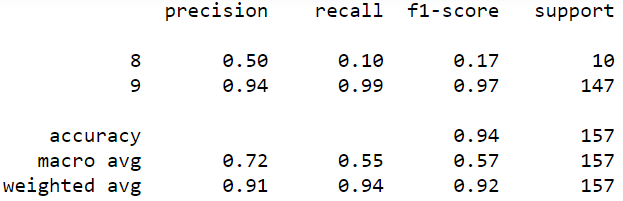 precision recall f1-score support
8 0.50 0.10 0.17 10
9 0.94 0.99 0.97 147
accuracy 0.94 157
macro avg 0.72 0.55 0.57 157
weighted avg 0.91 0.94 0.92 157